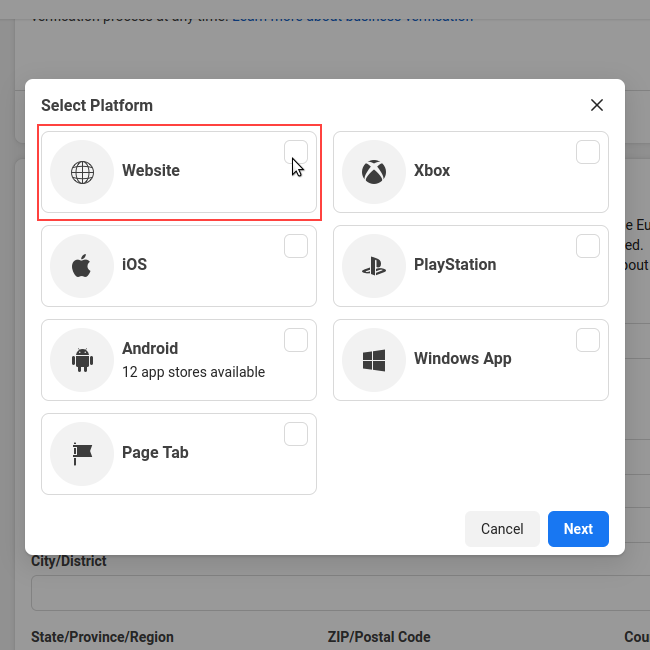 verification process at any time. Learn more about business verification
Select Platform
Website
Xbox
e Eu
ed.
bout
iOS
PlayStation
Android
12 app stores available
Windows App
Page Tab
Cancel
Next
City/District
State/Province/Region
ZIP/Postal Code
Cou